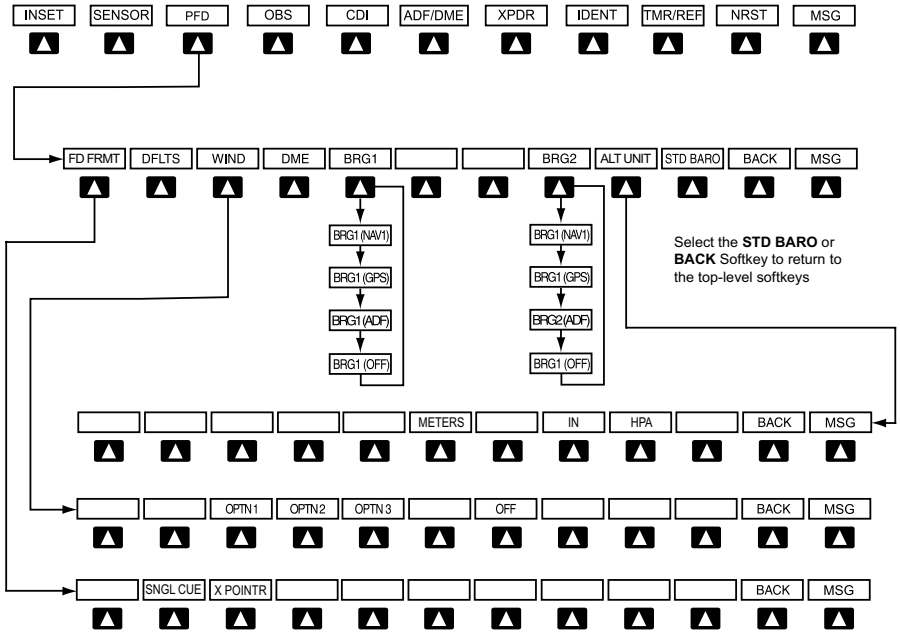 INSET SENSOR PFD OBS CDI ADF/DME XPDR IDENT TMR/REF NRST MSG
FD FRMT DFLTS WIND DME BRG1 BRG2 ALT UNIT STD BARO BACK MSG
BRG1 (NAV1) BRG1 (NAV1)
BRG1 (GPS) BRG1 (GPS)
BRG1 (ADF) BRG2 (ADF)
BRG1 (OFF) BRG1 (OFF)
Select the STD BARO or
BACK Softkey to return to
the top-level softkeys
METERS IN HPA BACK MSG
OPTN 1 OPTN 2 OPTN 3 OFF BACK MSG
SNGL CUE X POINTR BACK MSG